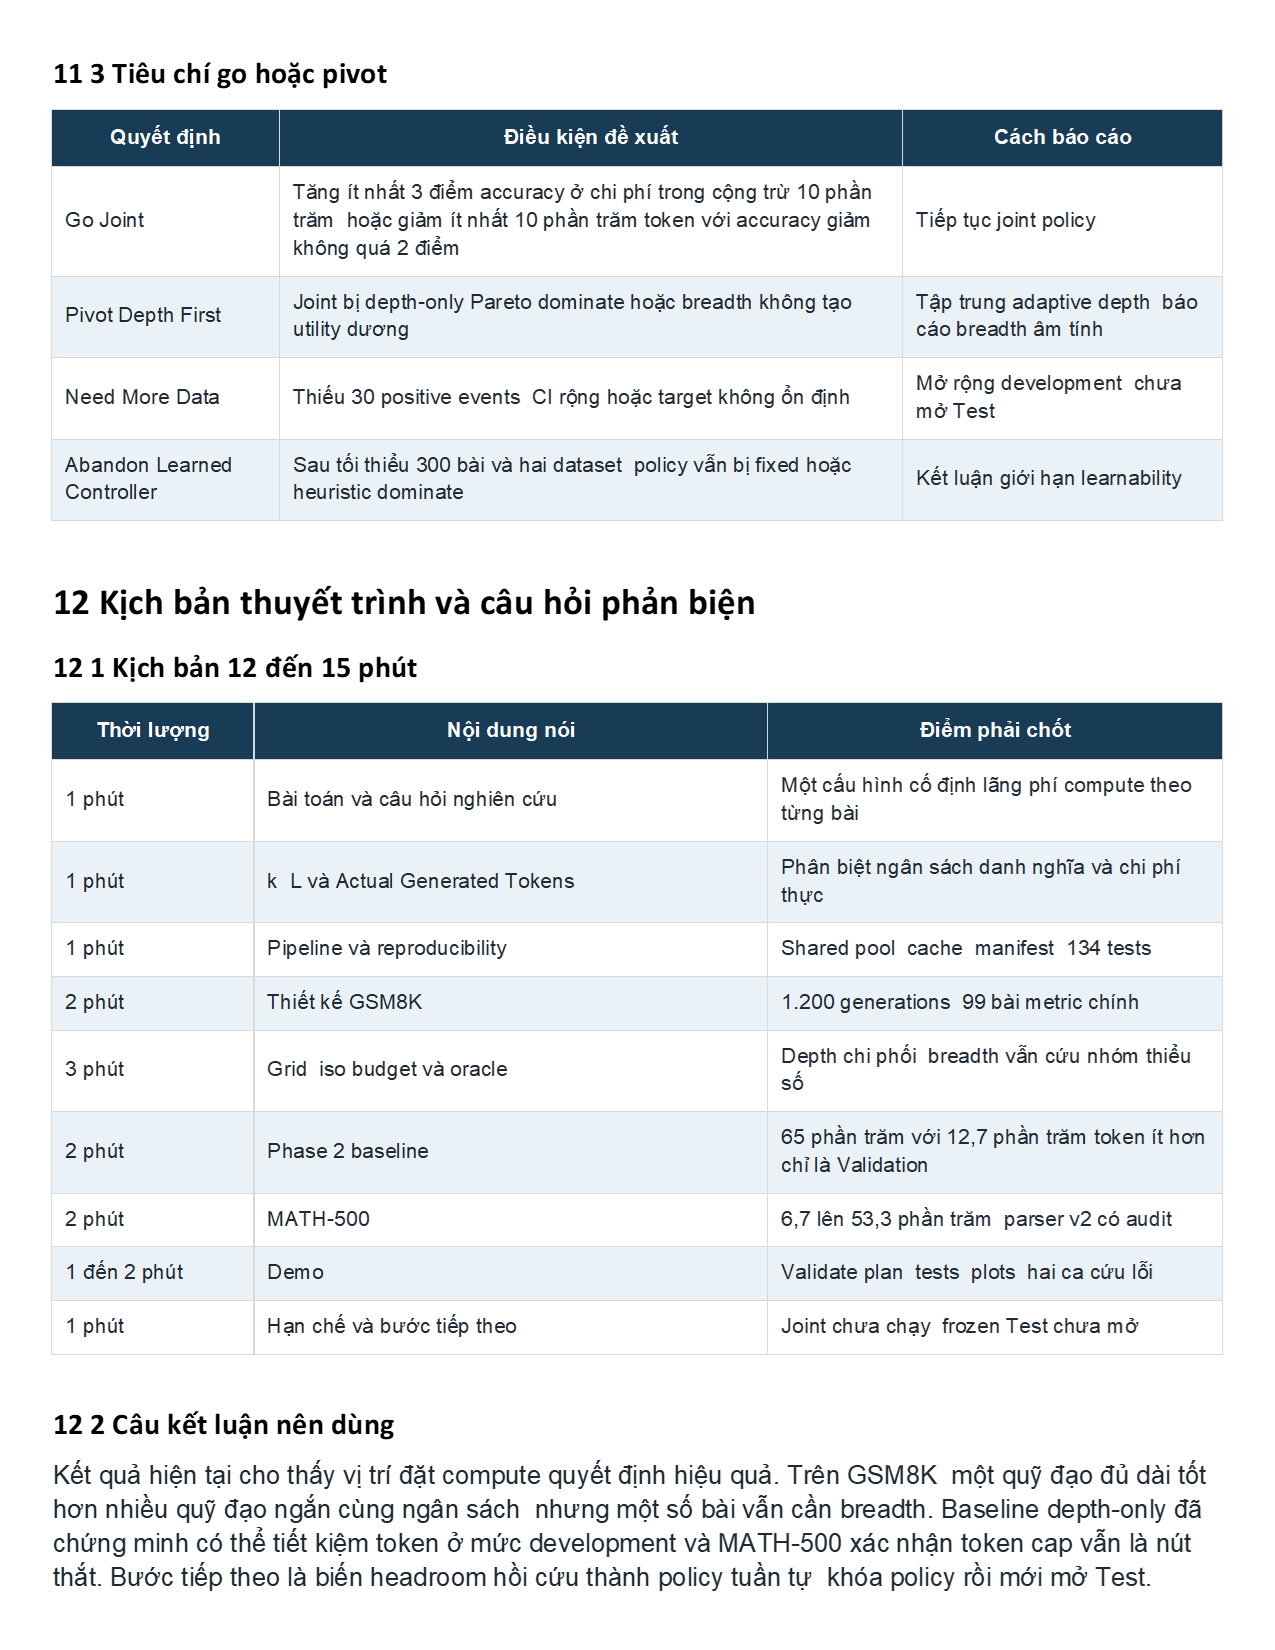 11 3 Tiêu chí go hoặc pivot
Quyết định
Điều kiện đề xuất
Cách báo cáo
Go Joint
Tăng ít nhất 3 điểm accuracy ở chi phí trong cộng trừ 10 phần
trăm  hoặc giảm ít nhất 10 phần trăm token với accuracy giảm
không quá 2 điểm
Tiếp tục joint policy
Pivot Depth First
Joint bị depth-only Pareto dominate hoặc breadth không tạo
utility dương
Tập trung adaptive depth  báo
cáo breadth âm tính
Need More Data
Thiếu 30 positive events  CI rộng hoặc target không ổn định
Mở rộng development  chưa
mở Test
Abandon Learned
Controller
Sau tối thiểu 300 bài và hai dataset  policy vẫn bị fixed hoặc
heuristic dominate
Kết luận giới hạn learnability
12 Kịch bản thuyết trình và câu hỏi phản biện
12 1 Kịch bản 12 đến 15 phút
Thời lượng
Nội dung nói
Điểm phải chốt
1 phút
Bài toán và câu hỏi nghiên cứu
Một cấu hình cố định lãng phí compute theo
từng bài
1 phút
k  L và Actual Generated Tokens
Phân biệt ngân sách danh nghĩa và chi phí
thực
1 phút
Pipeline và reproducibility
Shared pool  cache  manifest  134 tests
2 phút
Thiết kế GSM8K
1.200 generations  99 bài metric chính
3 phút
Grid  iso budget và oracle
Depth chi phối  breadth vẫn cứu nhóm thiểu
số
2 phút
Phase 2 baseline
65 phần trăm với 12,7 phần trăm token ít hơn
chỉ là Validation
2 phút
MATH-500
6,7 lên 53,3 phần trăm  parser v2 có audit
1 đến 2 phút
Demo
Validate plan  tests  plots  hai ca cứu lỗi
1 phút
Hạn chế và bước tiếp theo
Joint chưa chạy  frozen Test chưa mở
12 2 Câu kết luận nên dùng
Kết quả hiện tại cho thấy vị trí đặt compute quyết định hiệu quả. Trên GSM8K  một quỹ đạo đủ dài tốt
hơn nhiều quỹ đạo ngắn cùng ngân sách  nhưng một số bài vẫn cần breadth. Baseline depth-only đã
chứng minh có thể tiết kiệm token ở mức development và MATH-500 xác nhận token cap vẫn là nút
thắt. Bước tiếp theo là biến headroom hồi cứu thành policy tuần tự  khóa policy rồi mới mở Test.